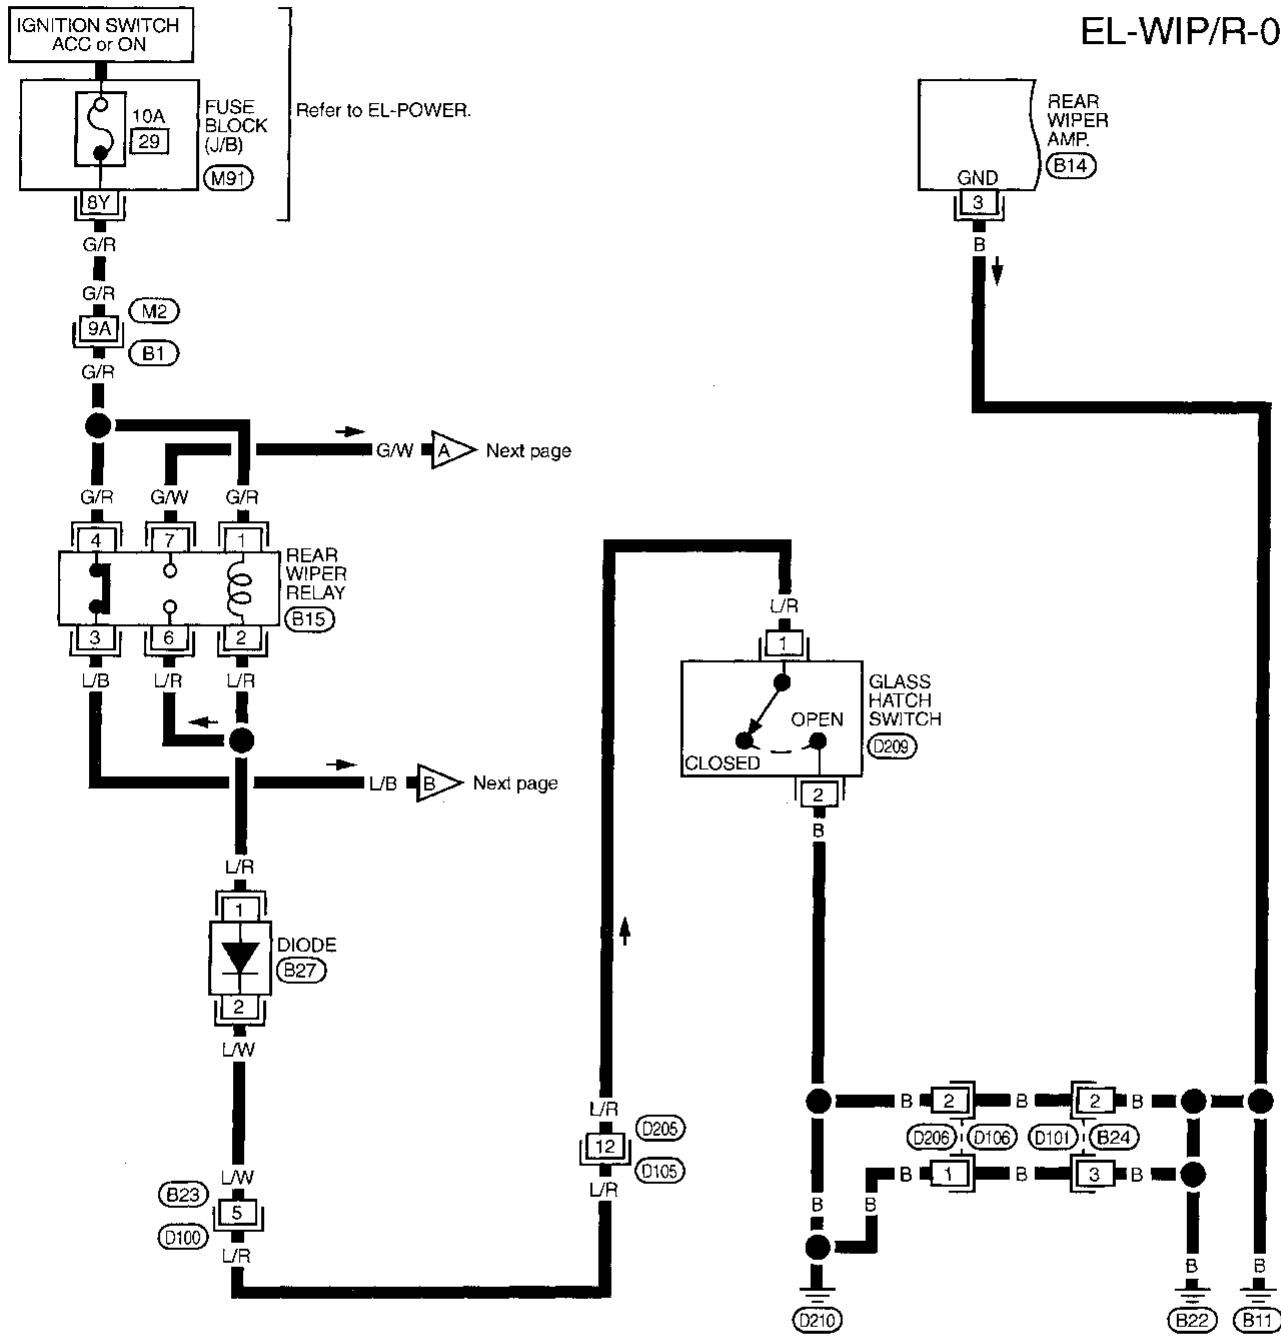 EL-WIP/R-0
IGNITION SWITCH
ACC or ON
10A
29
FUSE
BLOCK
(J/B)
M91
Refer to EL-POWER.
8Y
G/R
G/R
9A
M2
B1
G/R
REAR
WIPER
AMP.
B14
GND
3
B
G/W
A
Next page
G/R
G/W
G/R
4
7
1
REAR
WIPER
RELAY
B15
3
6
2
L/B
L/R
L/R
L/B
B
Next page
L/R
1
DIODE
B27
2
L/W
L/W
B23
5
D100
L/R
L/R
1
GLASS
HATCH
SWITCH
D209
OPEN
CLOSED
2
B
L/R
D205
12
D105
L/R
B
2
B
2
B
D206
D106
D101
B24
B
1
B
3
B
B
B
B
B
D210
B22
B11